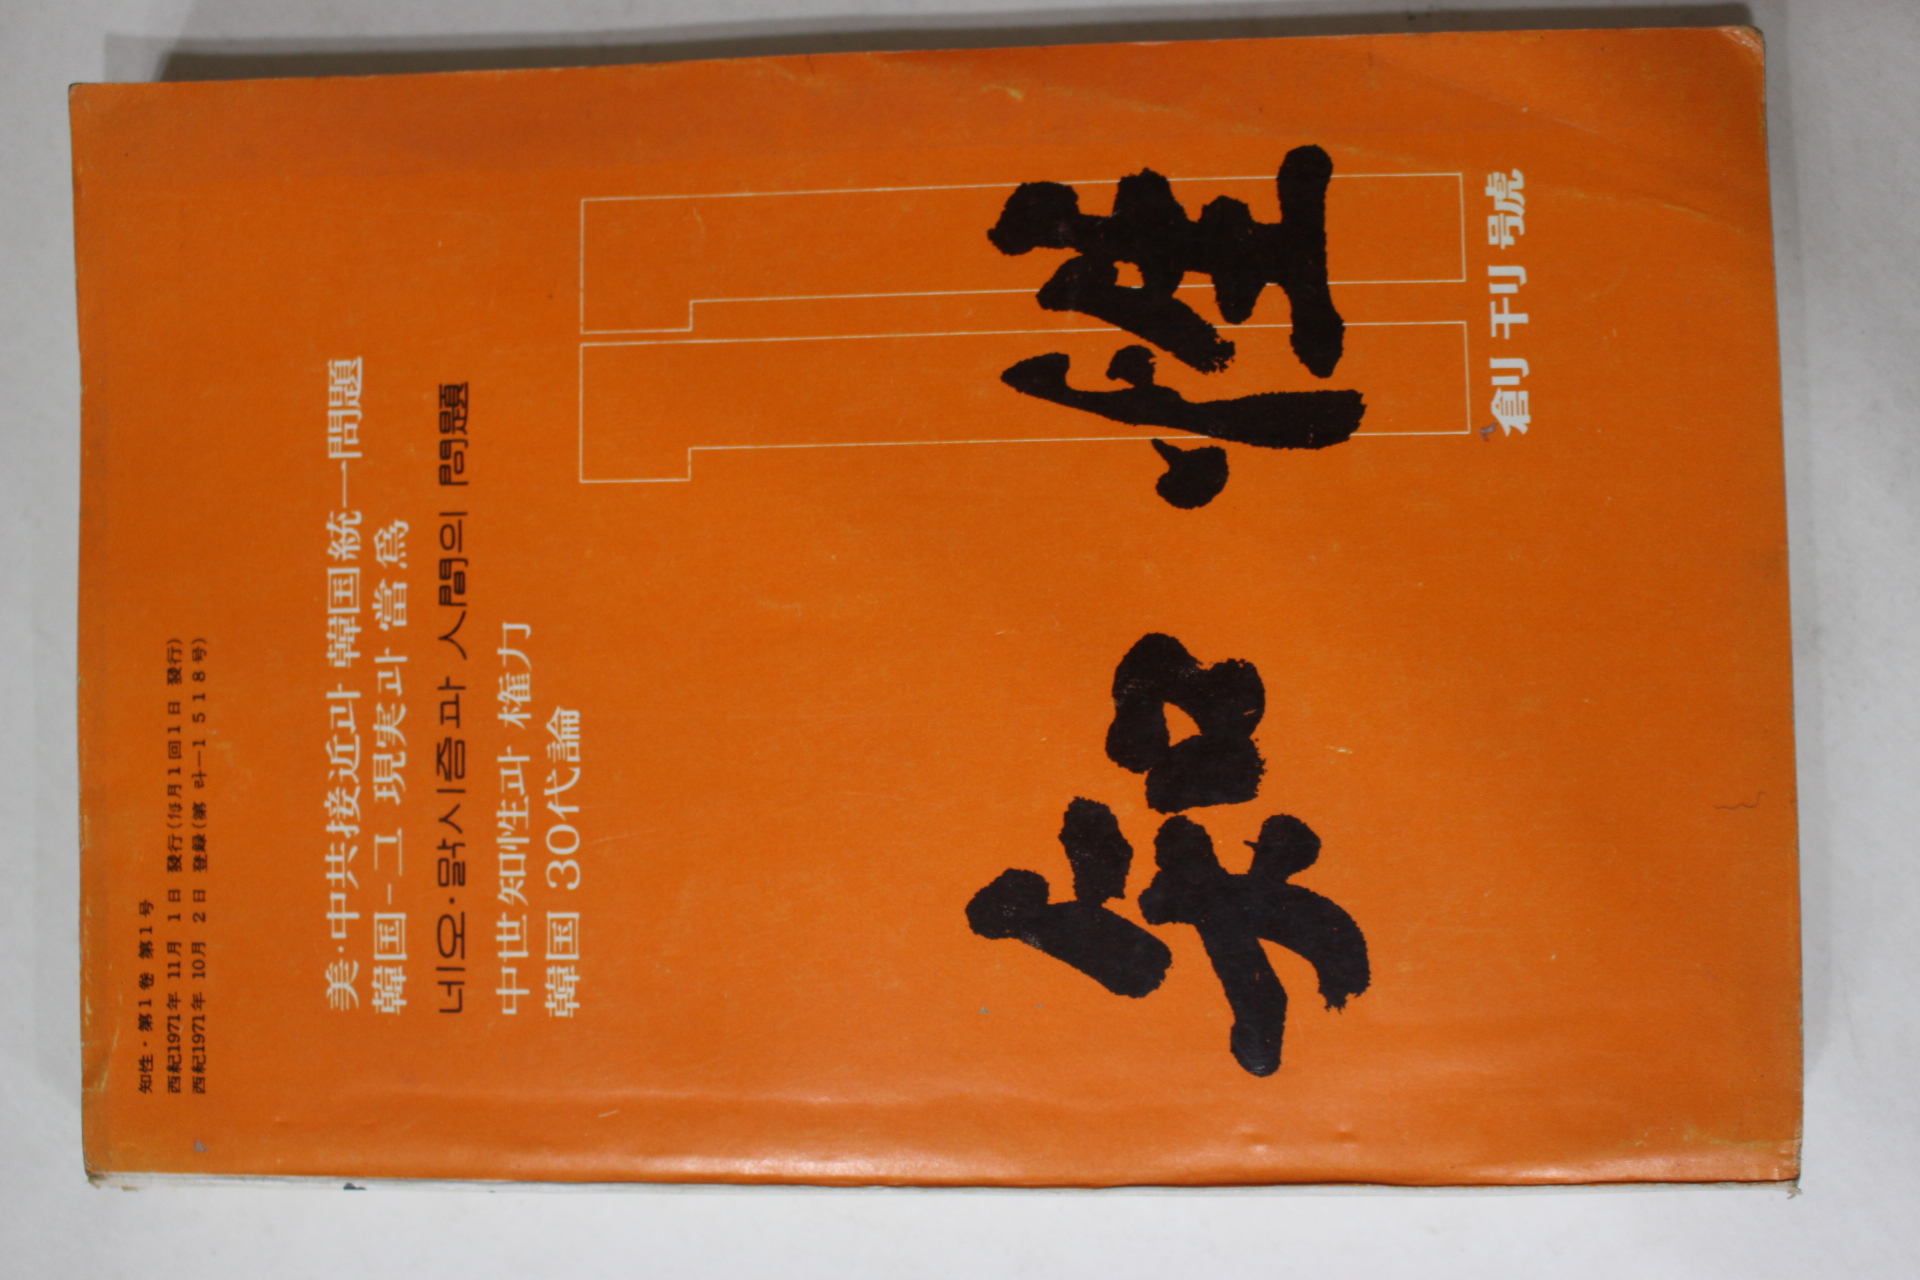 知性·第1卷 第1号
西紀1971年 11月 1日 發行(每月1回1日 發行)
西紀1971年 10月 2日 登録(第 라—1518号)
美·中共接近과 韓国統一問題
韓国-그 現実과 當爲
네오·맑시즘과 人間의 問題
中世知性과 権力
韓国 30代論
知性
創刊号號